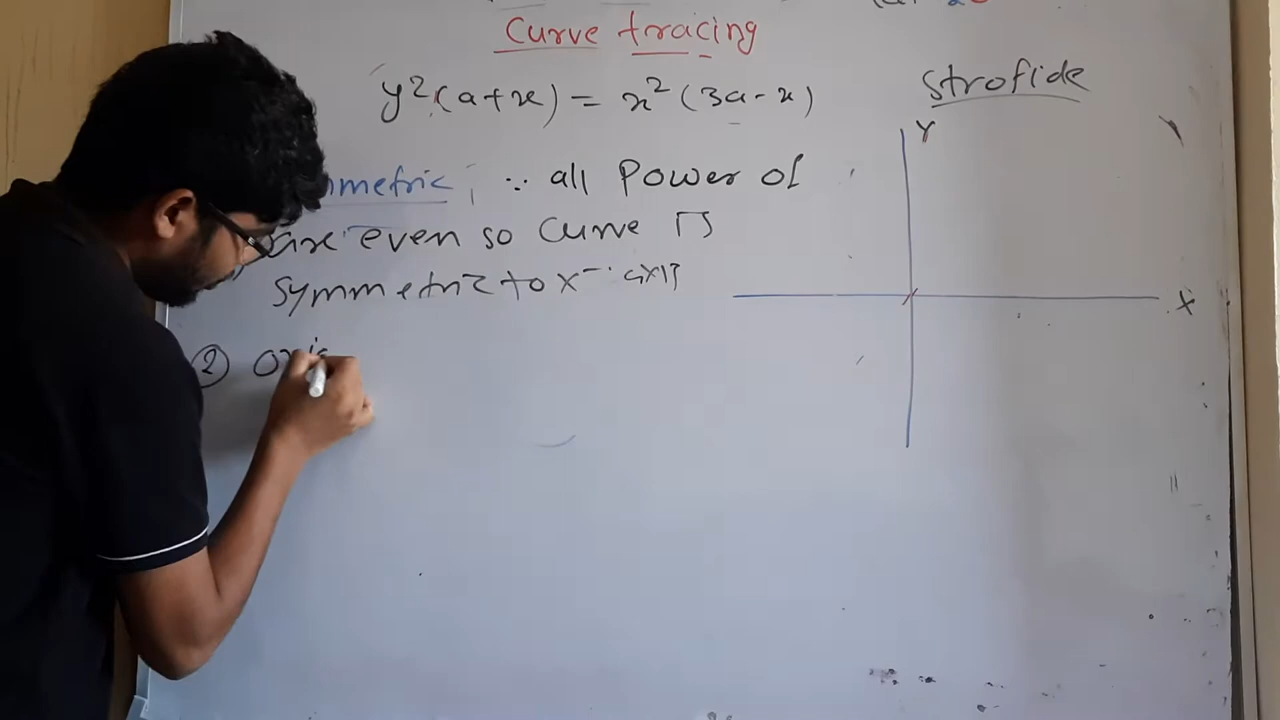 Curve tracing
y²(a+x) = x²(3a-x)
Strofide
Y
mmetric, ∵ all Power of
are even so Curve is
Symmetric to x-axis
X
② Ori